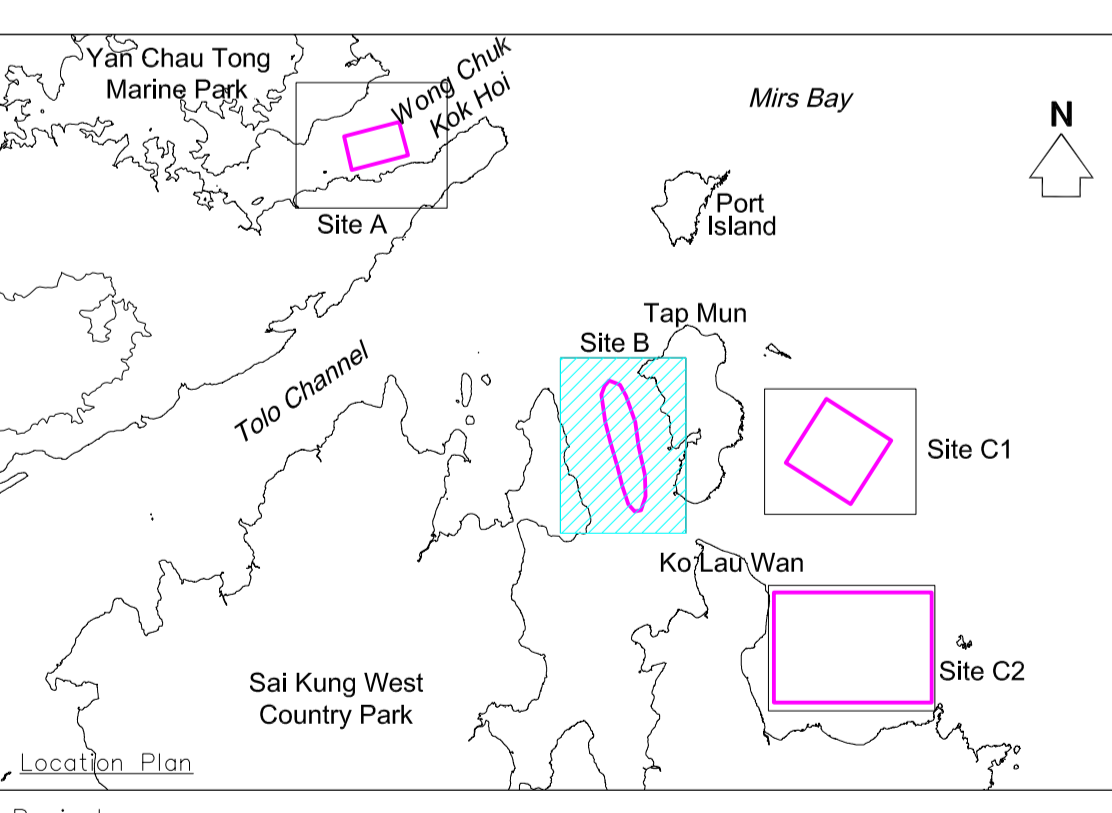 Yan Chau Tong
Marine Park
Wong Chuk
Kok Hoi
Mirs Bay
N
Site A
Port
Island
Tap Mun
Site B
Tolo Channel
Site C1
Ko Lau Wan
Site C2
Sai Kung West
Country Park
Location Plan